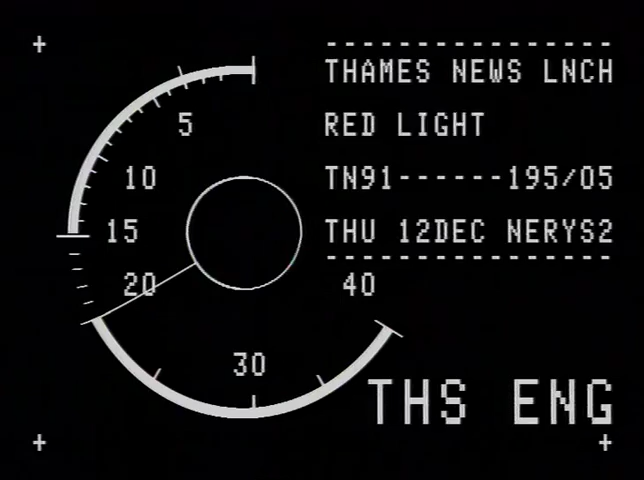 THAMES NEWS LNCH
RED LIGHT
TN91------195/05
THU 12DEC NERYS2
5
10
15
20
30
40
THS ENG